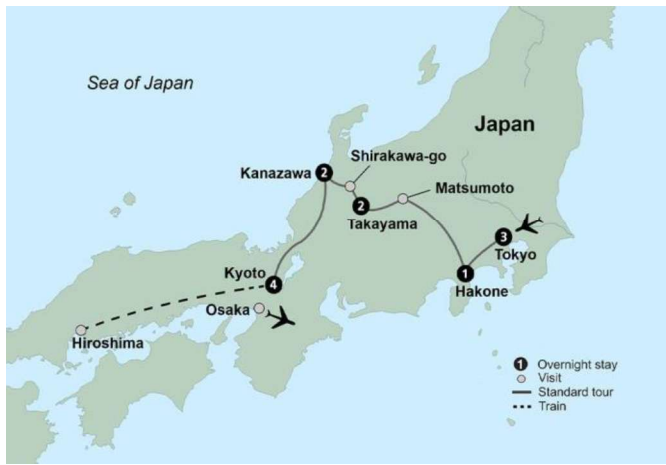 Sea of Japan
Japan
Shirakawa-go
Kanazawa
2
Matsumoto
2
Takayama
3
Tokyo
Kyoto
4
1
Hakone
Osaka
Hiroshima
1 Overnight stay
Visit
Standard tour
Train